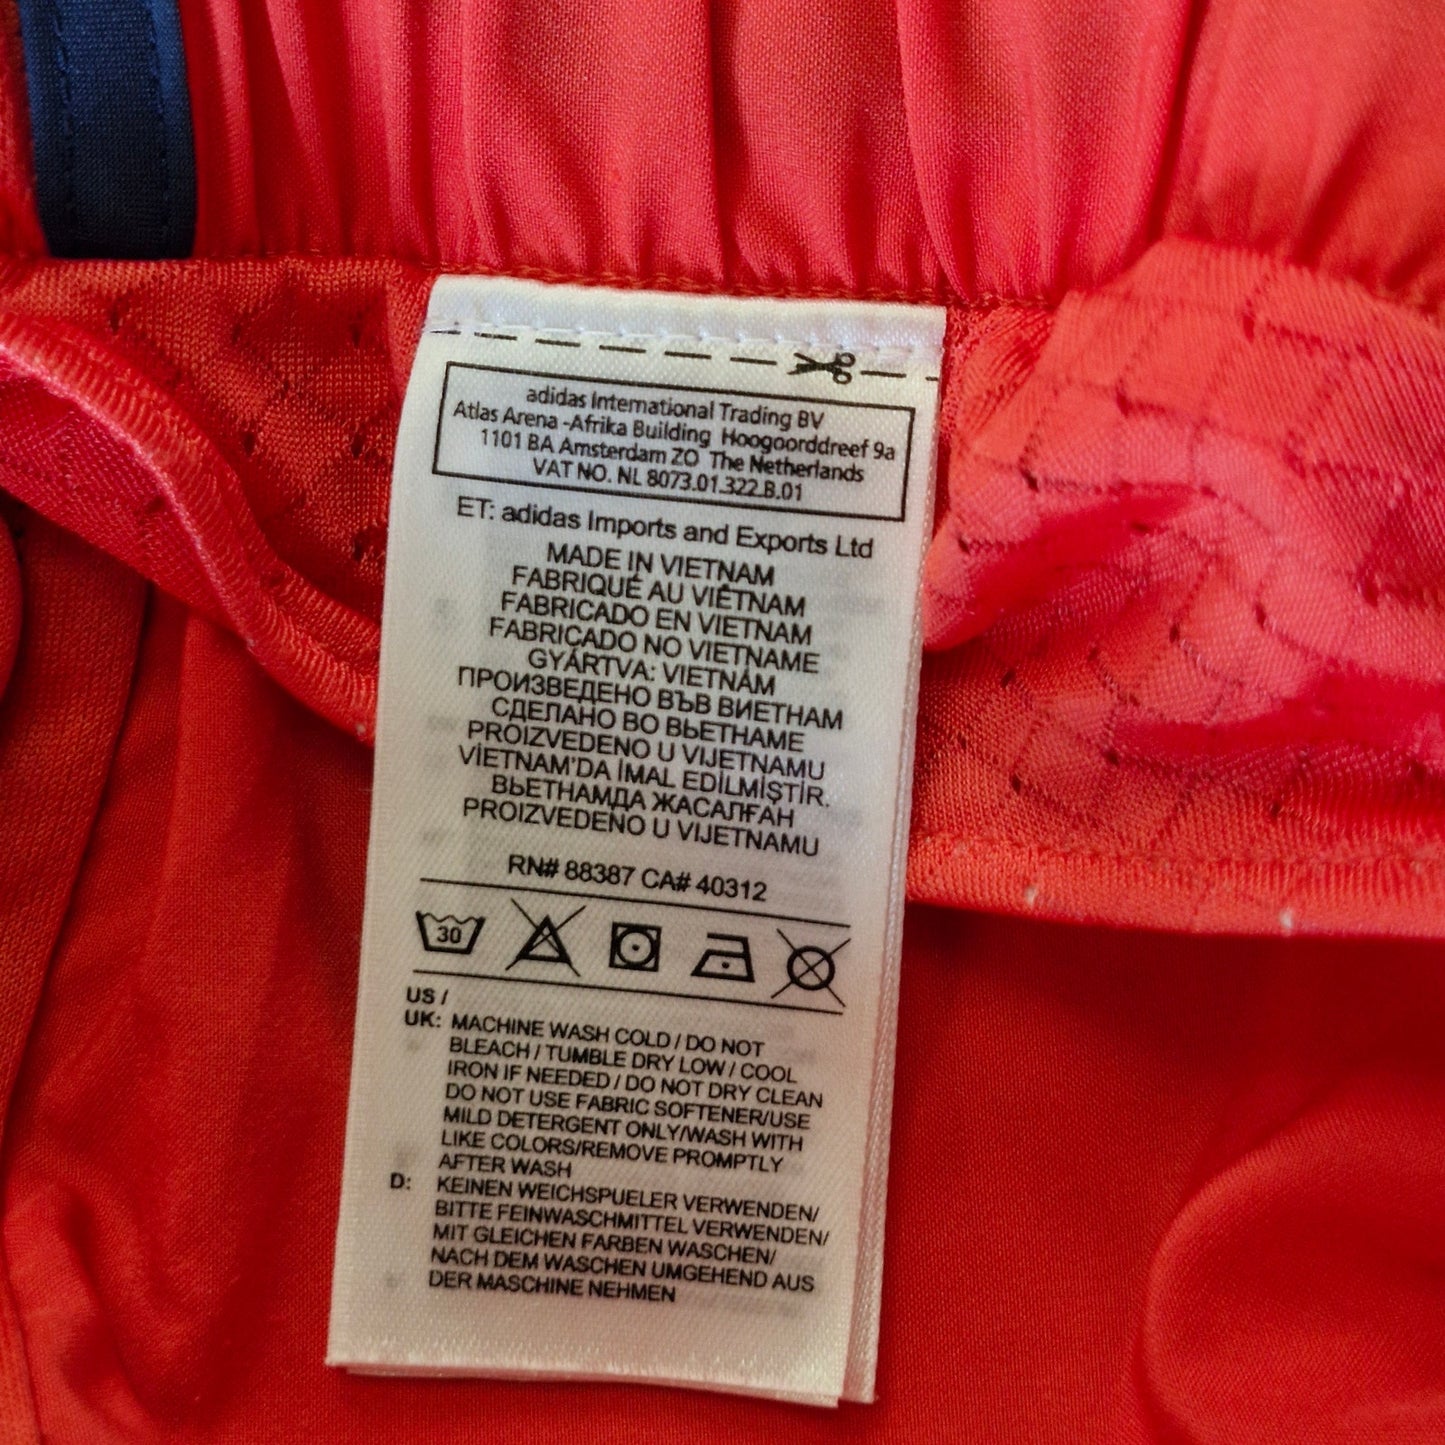 adidas International Trading BV
Atlas Arena -Afrika Building Hoogoorddreef 9a
1101 BA Amsterdam ZO The Netherlands
VAT NO. NL 8073.01.322.B.01
ET: adidas Imports and Exports Ltd
MADE IN VIETNAM
FABRIQUÉ AU VIÊTNAM
FABRICADO EN VIETNAM
FABRICADO NO VIETNAME
GYÁRTVA: VIETNÁM
ПРОИЗВЕДЕНО ВЪВ ВИЕТНАМ
СДЕЛАНО ВО ВЬЕТНАМЕ
PROIZVEDENO U VIJETNAMU
VİETNAM'DA İMAL EDİLMİŞTİR.
ВЬЕТНАМДА ЖАСАЛҒАН
PROIZVEDENO U VIJETNAMU
RN# 88387 CA# 40312
30
US /
UK: MACHINE WASH COLD / DO NOT
BLEACH / TUMBLE DRY LOW / COOL
IRON IF NEEDED / DO NOT DRY CLEAN
DO NOT USE FABRIC SOFTENER/USE
MILD DETERGENT ONLY/WASH WITH
LIKE COLORS/REMOVE PROMPTLY
AFTER WASH
D: KEINEN WEICHSPUELER VERWENDEN/
BITTE FEINWASCHMITTEL VERWENDEN/
MIT GLEICHEN FARBEN WASCHEN/
NACH DEM WASCHEN UMGEHEND AUS
DER MASCHINE NEHMEN